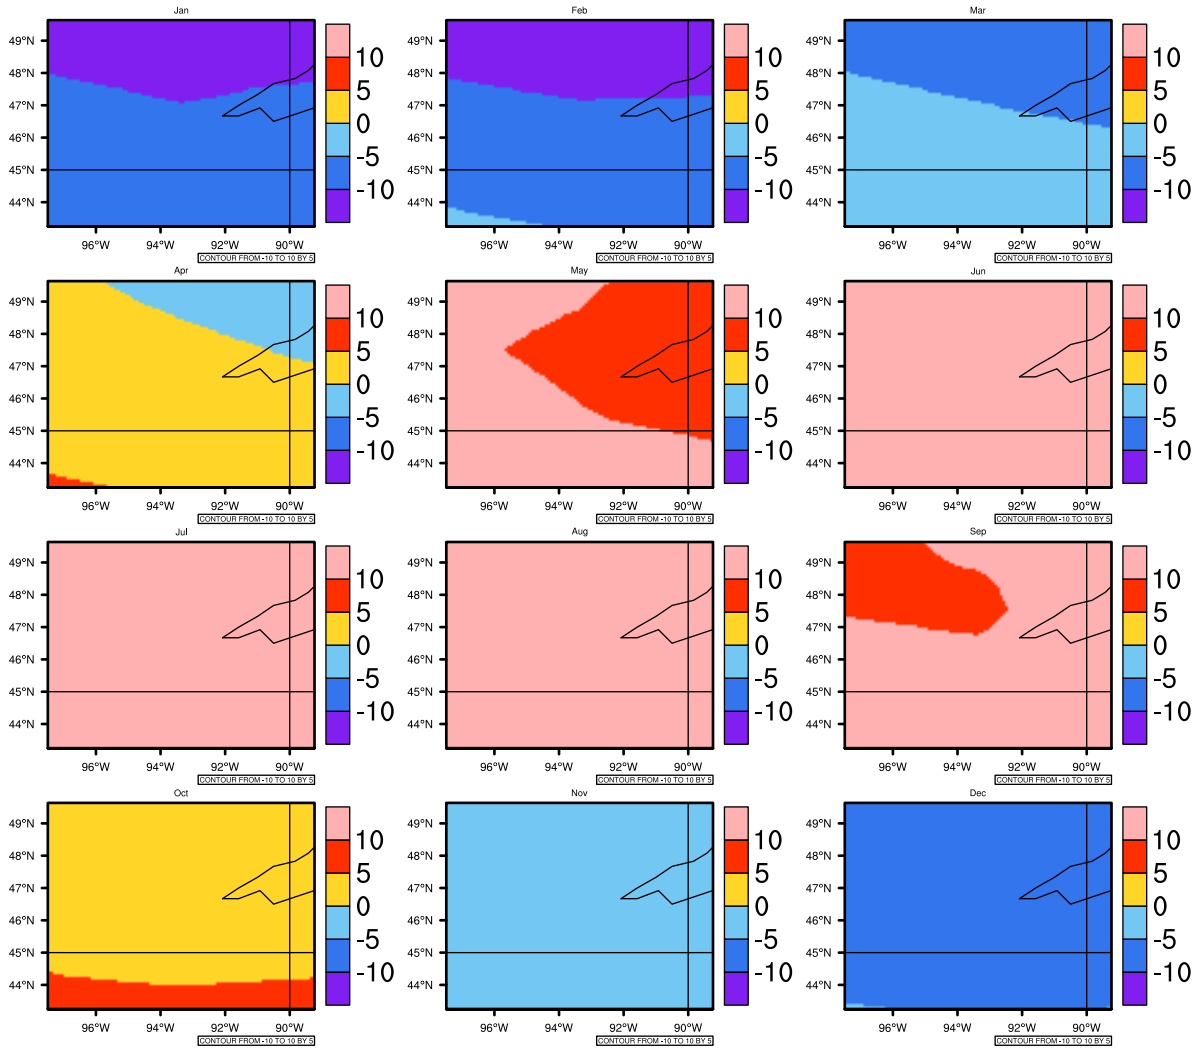 Jan Feb Mar
49°N 10 49°N 10 49°N 10
48°N 5 48°N 5 48°N 5
47°N 0 47°N 0 47°N 0
46°N -5 46°N -5 46°N -5
45°N -10 45°N -10 45°N -10
44°N 44°N 44°N
96°W 94°W 92°W 90°W 96°W 94°W 92°W 90°W 96°W 94°W 92°W 90°W
CONTOUR FROM -10 TO 10 BY 5 CONTOUR FROM -10 TO 10 BY 5 CONTOUR FROM -10 TO 10 BY 5
Apr May Jun
49°N 10 49°N 10 49°N 10
48°N 5 48°N 5 48°N 5
47°N 0 47°N 0 47°N 0
46°N -5 46°N -5 46°N -5
45°N -10 45°N -10 45°N -10
44°N 44°N 44°N
96°W 94°W 92°W 90°W 96°W 94°W 92°W 90°W 96°W 94°W 92°W 90°W
CONTOUR FROM -10 TO 10 BY 5 CONTOUR FROM -10 TO 10 BY 5 CONTOUR FROM -10 TO 10 BY 5
Jul Aug Sep
49°N 10 49°N 10 49°N 10
48°N 5 48°N 5 48°N 5
47°N 0 47°N 0 47°N 0
46°N -5 46°N -5 46°N -5
45°N -10 45°N -10 45°N -10
44°N 44°N 44°N
96°W 94°W 92°W 90°W 96°W 94°W 92°W 90°W 96°W 94°W 92°W 90°W
CONTOUR FROM -10 TO 10 BY 5 CONTOUR FROM -10 TO 10 BY 5 CONTOUR FROM -10 TO 10 BY 5
Oct Nov Dec
49°N 10 49°N 10 49°N 10
48°N 5 48°N 5 48°N 5
47°N 0 47°N 0 47°N 0
46°N -5 46°N -5 46°N -5
45°N -10 45°N -10 45°N -10
44°N 44°N 44°N
96°W 94°W 92°W 90°W 96°W 94°W 92°W 90°W 96°W 94°W 92°W 90°W
CONTOUR FROM -10 TO 10 BY 5 CONTOUR FROM -10 TO 10 BY 5 CONTOUR FROM -10 TO 10 BY 5